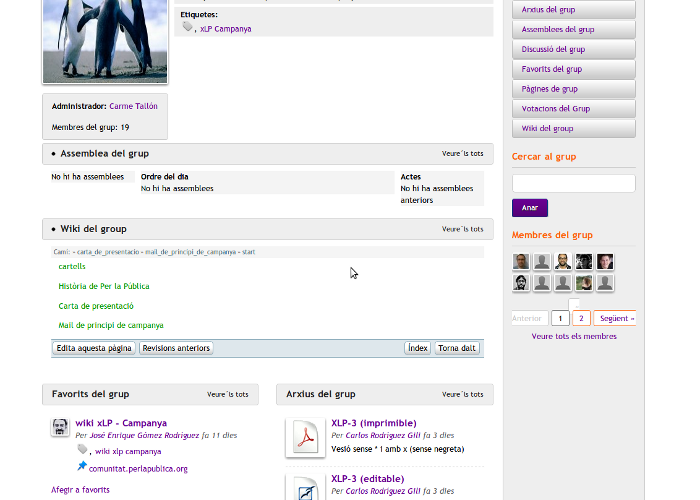 Etiquetes:
, xLP Campanya
Administrador: Carme Tallón
Membres del grup: 19
Assemblea del grup
Veure´ls tots
No hi ha assemblees
Ordre del dia
No hi ha assemblees
Actes
No hi ha assemblees
anteriors
Wiki del grouop
Veure´ls tots
Camí: - carta_de_presentacio - mail_de_principi_de_campanya - start
cartells
Història de Per la Pública
Carta de presentació
Mail de principi de campanya
Edita aquesta pàgina
Revisions anteriors
Índex
Torna dalt
Favorits del grup
Veure´ls tots
wiki xLP - Campanya
Per José Enrique Gómez Rodríguez fa 11 dies
, wiki xlp campanya
comunitat.perlapublica.org
Afegir a favorits
Arxius del grup
Veure´ls tots
XLP-3 (imprimible)
Per Carlos Rodríguez Gili fa 3 dies
Vesió sense * i amb x (sense negreta)
XLP-3 (editable)
Per Carlos Rodríguez Gili fa 3 dies
Arxius del grup
Assemblees del grup
Discussió del grup
Favorits del grup
Pàgines de grup
Votacions del Grup
Wiki del grouop
Cercar al grup
Anar
Membres del grup
Anterior
1
2
Següent »
Veure tots els membres